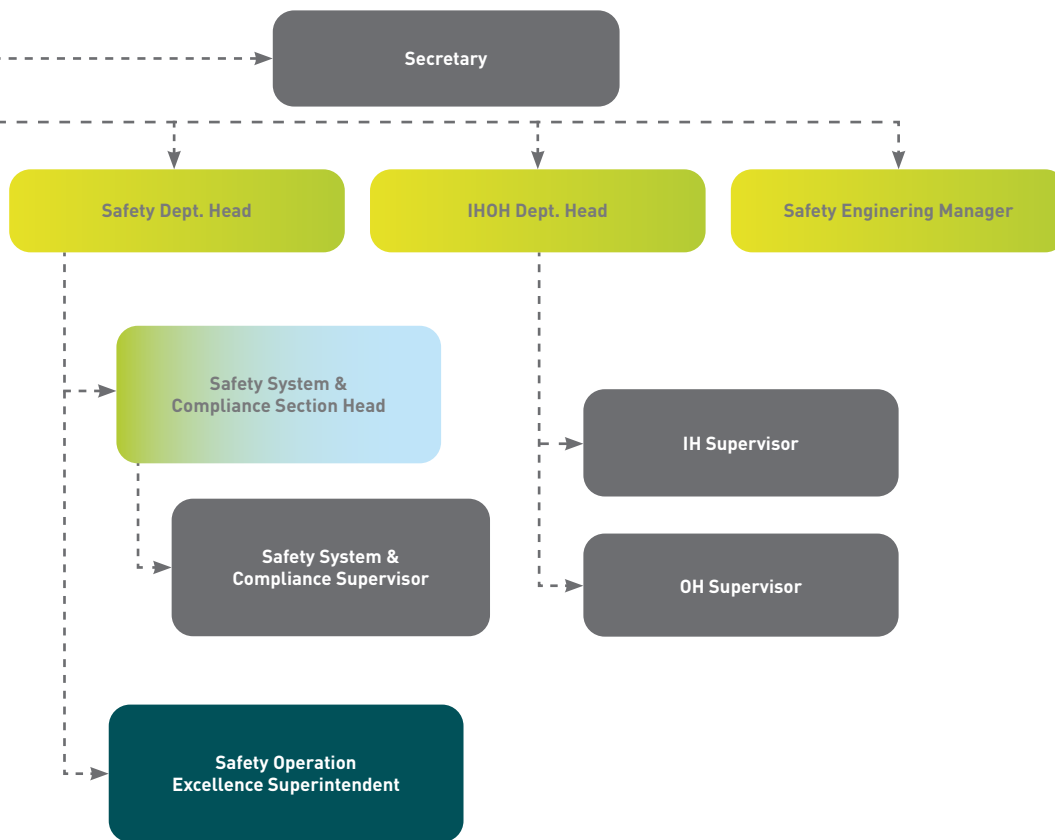 Secretary
Safety Dept. Head
IHOH Dept. Head
Safety Enginering Manager
Safety System &
Compliance Section Head
IH Supervisor
Safety System &
Compliance Supervisor
OH Supervisor
Safety Operation
Excellence Superintendent